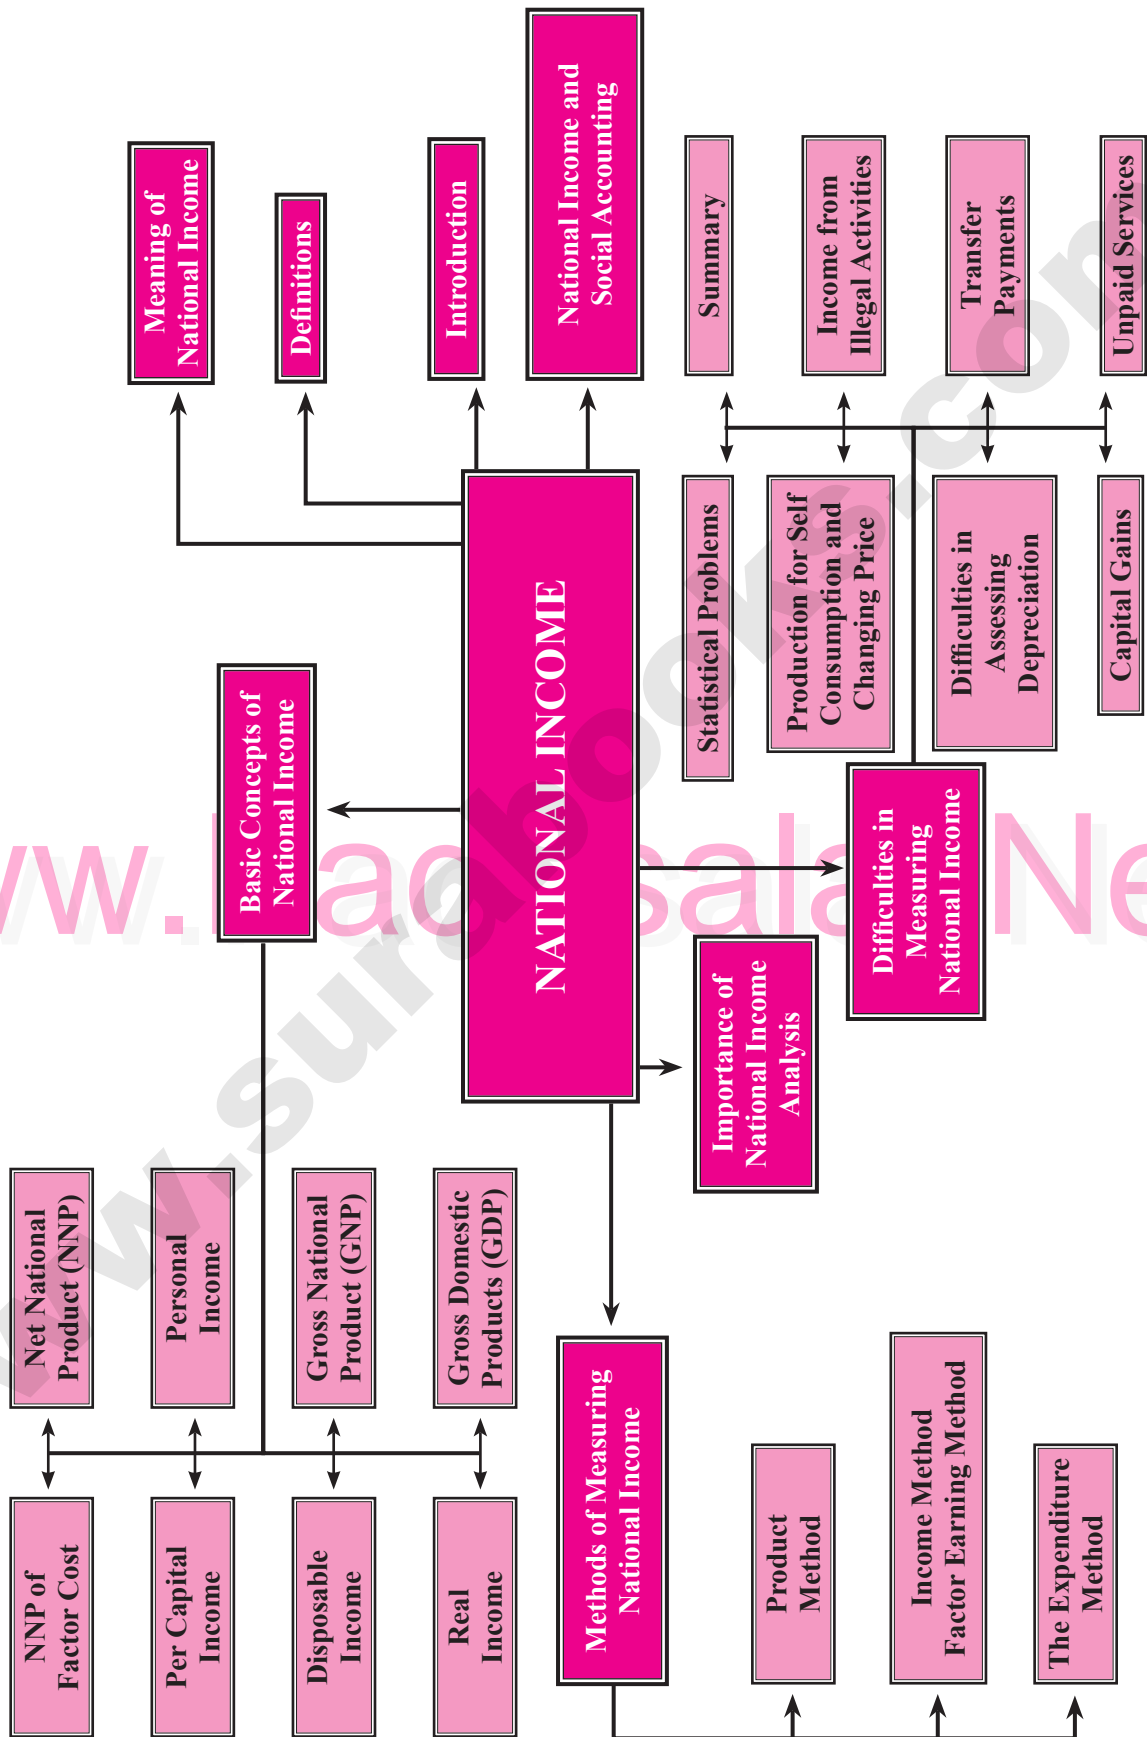 NATIONAL INCOME
Meaning of
National Income
Definitions
Introduction
National Income and
Social Accounting
Basic Concepts of
National Income
Net National
Product (NNP)
Personal
Income
Gross National
Product (GNP)
Gross Domestic
Products (GDP)
NNP of
Factor Cost
Per Capital
Income
Disposable
Income
Real
Income
Methods of Measuring
National Income
Product
Method
Income Method
Factor Earning Method
The Expenditure
Method
Importance of
National Income
Analysis
Difficulties in
Measuring
National Income
Statistical Problems
Production for Self
Consumption and
Changing Price
Difficulties in
Assessing
Depreciation
Capital Gains
Summary
Income from
Illegal Activities
Transfer
Payments
Unpaid Services
w.surabooks.com